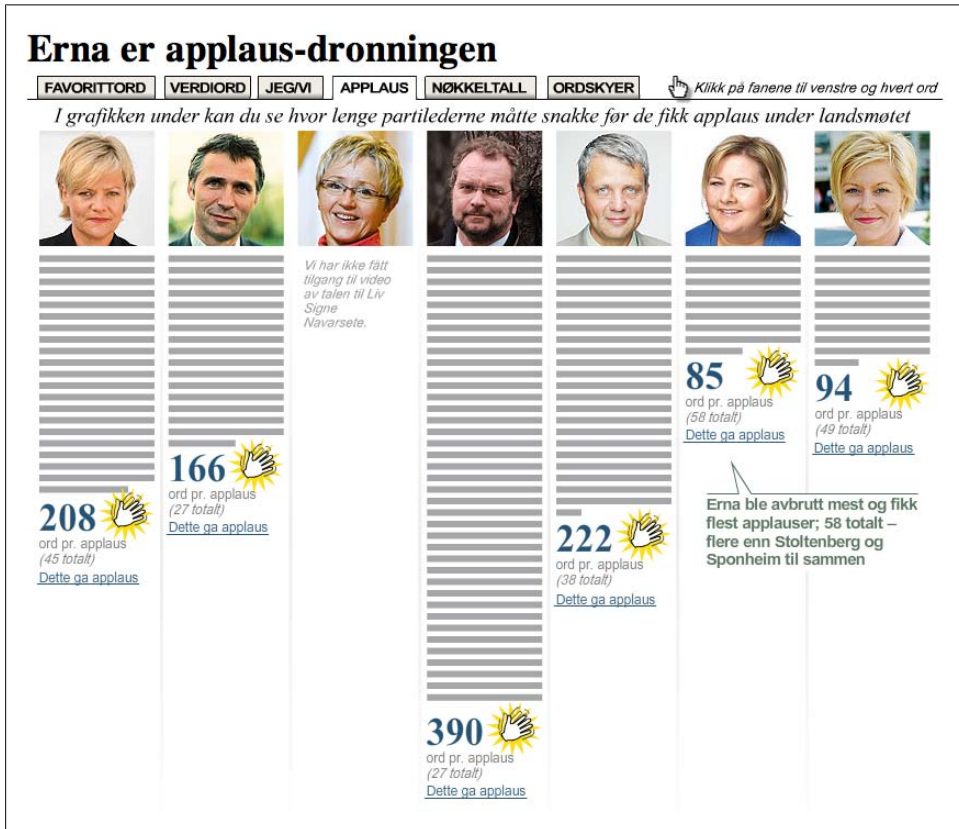 Erna er applaus-dronningen
FAVORITTORD VERDIORD JEG/VI APPLAUS NØKKELTALL ORDSKYER Klikk på fanene til venstre og hvert ord
I grafikken under kan du se hvor lenge partilederne måtte snakke før de fikk applaus under landsmøtet
208
ord pr. applaus
(45 totalt)
Dette ga applaus
166
ord pr. applaus
(27 totalt)
Dette ga applaus
Vi har ikke fått
tilgang til video
av talen til Liv
Signe
Navarsete.
390
ord pr. applaus
(27 totalt)
Dette ga applaus
222
ord pr. applaus
(38 totalt)
Dette ga applaus
85
ord pr. applaus
(58 totalt)
Dette ga applaus
Erna ble avbrutt mest og fikk
flest applauser; 58 totalt –
flere enn Stoltenberg og
Sponheim til sammen
94
ord pr. applaus
(49 totalt)
Dette ga applaus